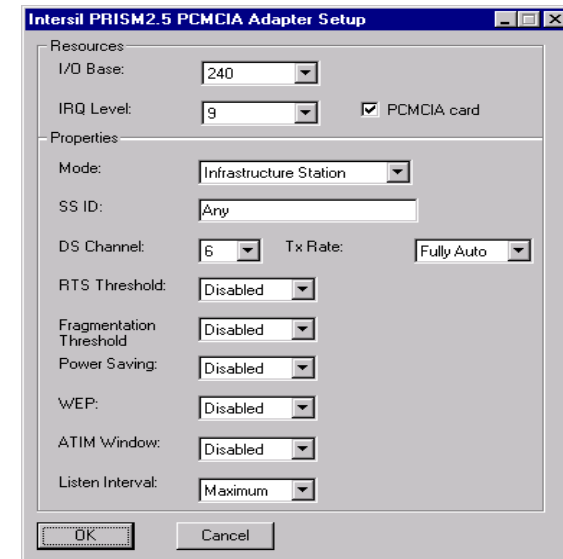 Intersil PRISM2.5 PCMCIA Adapter Setup
Resources
I/O Base: 240
IRQ Level: 9 PCMCIA card
Properties
Mode: Infrastructure Station
SS ID: Any
DS Channel: 6 Tx Rate: Fully Auto
RTS Threshold: Disabled
Fragmentation
Threshold Disabled
Power Saving: Disabled
WEP: Disabled
ATIM Window: Disabled
Listen Interval: Maximum
OK Cancel